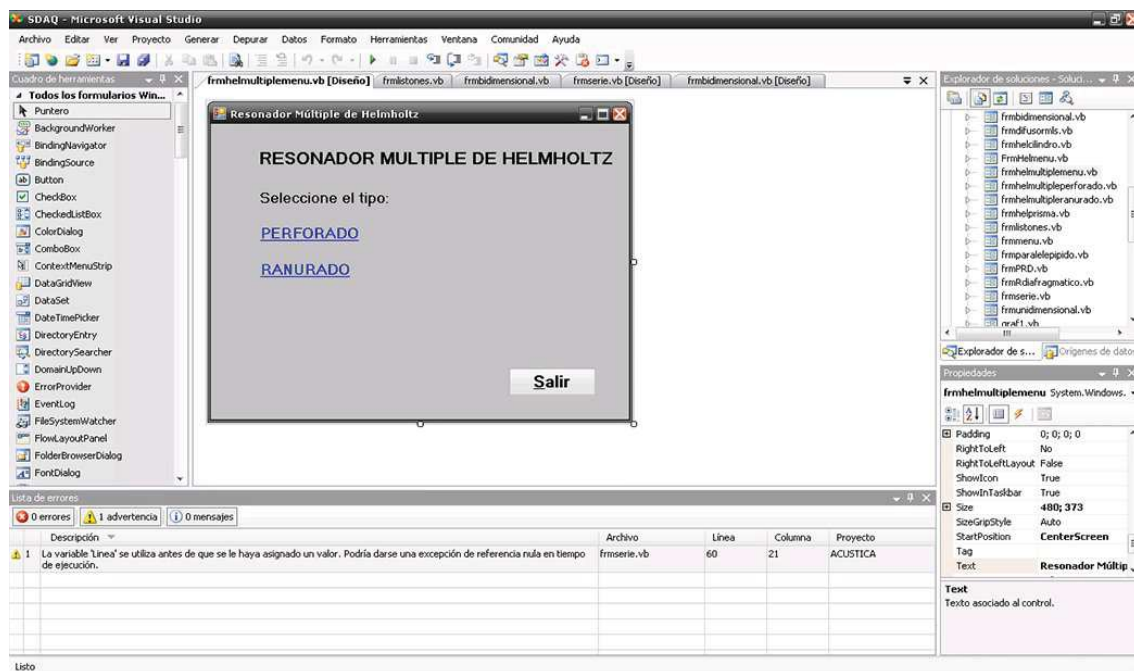 SDAQ - Microsoft Visual Studio
Archivo Editar Ver Proyecto Generar Depurar Datos Formato Herramientas Ventana Comunidad Ayuda
Cuadro de herramientas
Todos los formularios Win...
Puntero
BackgroundWorker
BindingNavigator
BindingSource
Button
CheckBox
CheckedListBox
ColorDialog
ComboBox
ContextMenuStrip
DataGridView
DataSet
DateTimePicker
DirectoryEntry
DirectorySearcher
DomainUpDown
ErrorProvider
EventLog
FileSystemWatcher
FlowLayoutPanel
FolderBrowserDialog
FontDialog
frmhelmultiplemenu.vb [Diseño] frmlistones.vb frmbidimensional.vb frmserie.vb [Diseño] frmbidimensional.vb [Diseño]
Resonador Múltiple de Helmholtz
RESONADOR MULTIPLE DE HELMHOLTZ
Seleccione el tipo:
PERFORADO
RANURADO
Salir
Explorador de soluciones - Soluci...
frmbidimensional.vb
frmdifusormls.vb
frmhelcilindro.vb
FrmHelmenu.vb
frmhelmultiplemenu.vb
frmhelmultipleperforado.vb
frmhelmultipleranurado.vb
frmhelprisma.vb
frmlistones.vb
frmmenu.vb
frmparalelepipido.vb
frmPRD.vb
frmRdiafragmatico.vb
frmserie.vb
frmunidmensional.vb
graf1.vb
Explorador de s... Orígenes de datos
Propiedades
frmhelmultiplemenu System.Windows.
Padding 0; 0; 0; 0
RightToLeft No
RightToLeftLayout False
ShowIcon True
ShowInTaskbar True
Size 480; 373
SizeGripStyle Auto
StartPosition CenterScreen
Tag
Text Resonador Múltip
Text
Texto asociado al control.
Lista de errores
0 errores 1 advertencia 0 mensajes
Descripción Archivo Línea Columna Proyecto
1 La variable 'Linea' se utiliza antes de que se le haya asignado un valor. Podría darse una excepción de referencia nula en tiempo frmserie.vb 60 21 ACUSTICA
de ejecución.
Listo